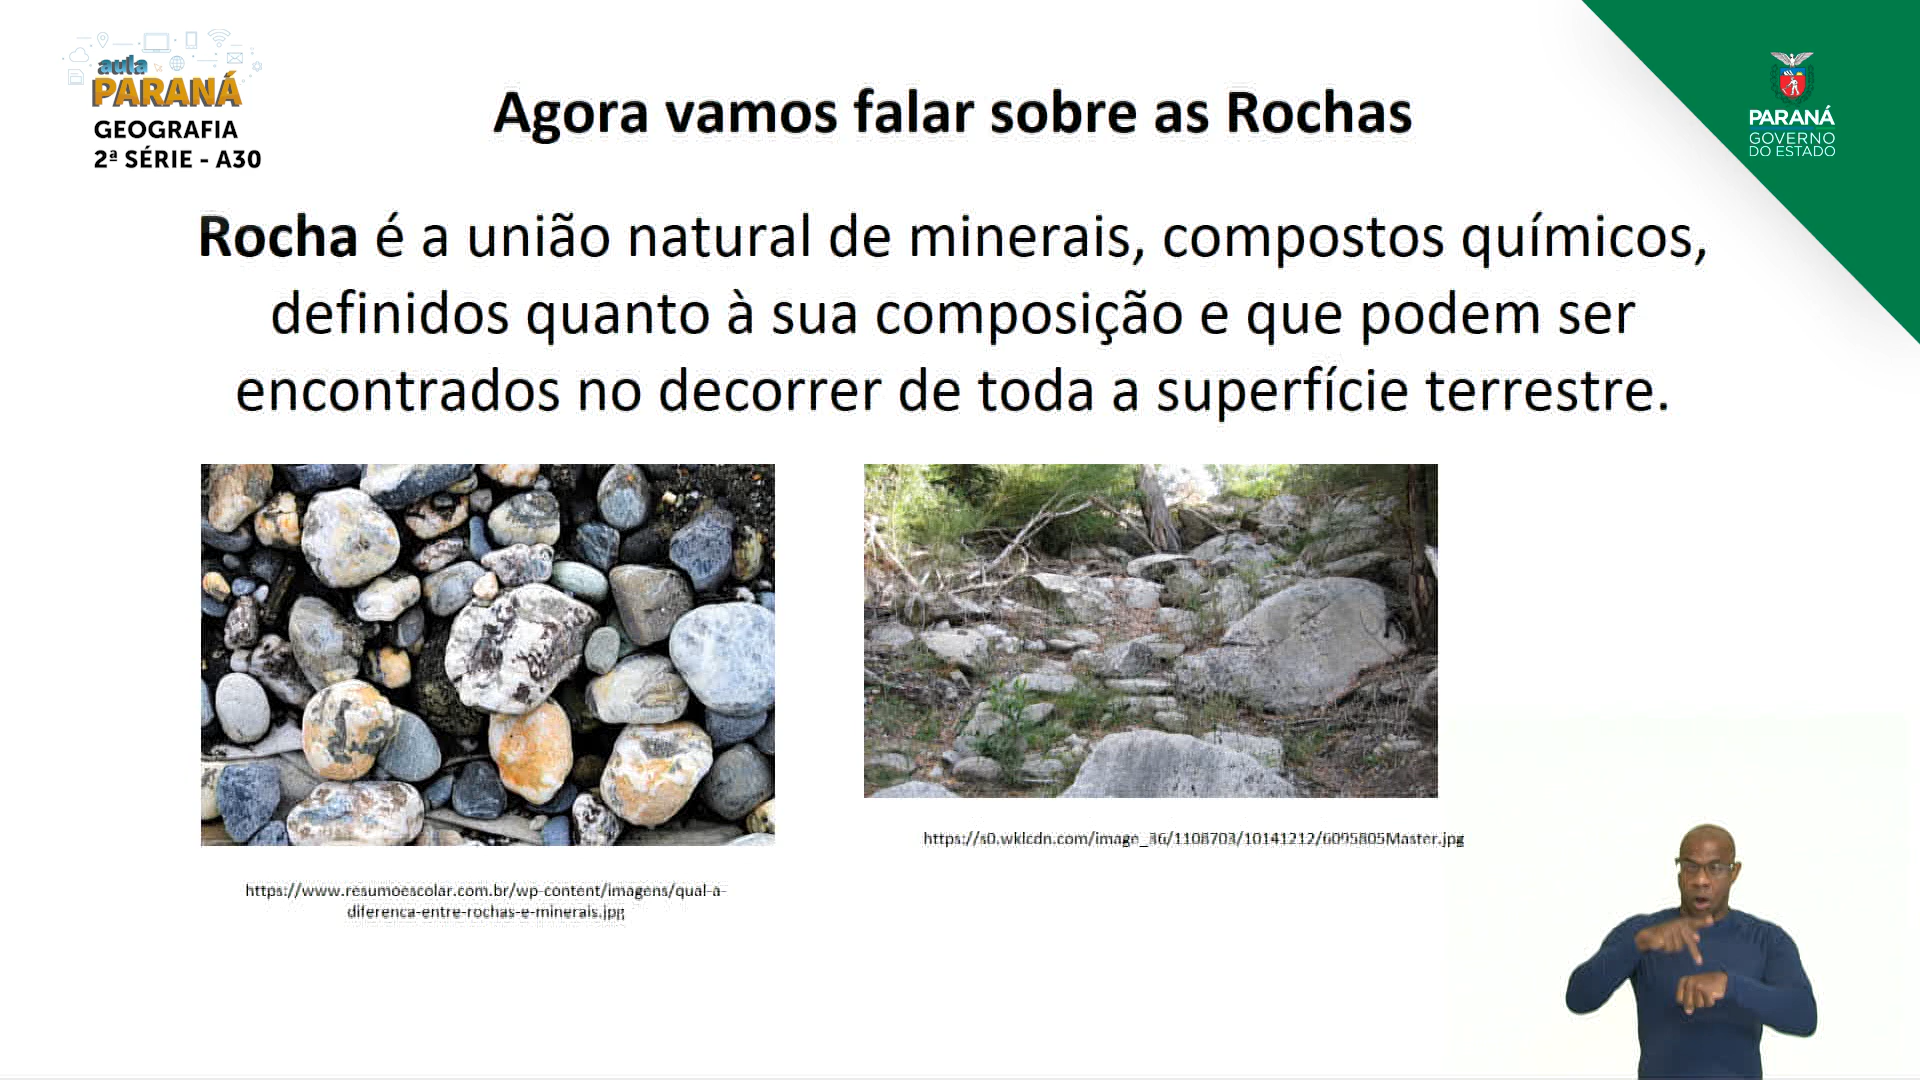 aula
PARANÁ
GEOGRAFIA
2ª SÉRIE - A30
Agora vamos falar sobre as Rochas
PARANÁ
GOVERNO
DO ESTADO
Rocha é a união natural de minerais, compostos químicos,
definidos quanto à sua composição e que podem ser
encontrados no decorrer de toda a superfície terrestre.
https://s0.wklcdn.com/image_36/1108703/10141212/6095805Master.jpg
https://www.resumoescolar.com.br/wp-content/imagens/qual-a-
diferenca-entre-rochas-e-minerais.jpg